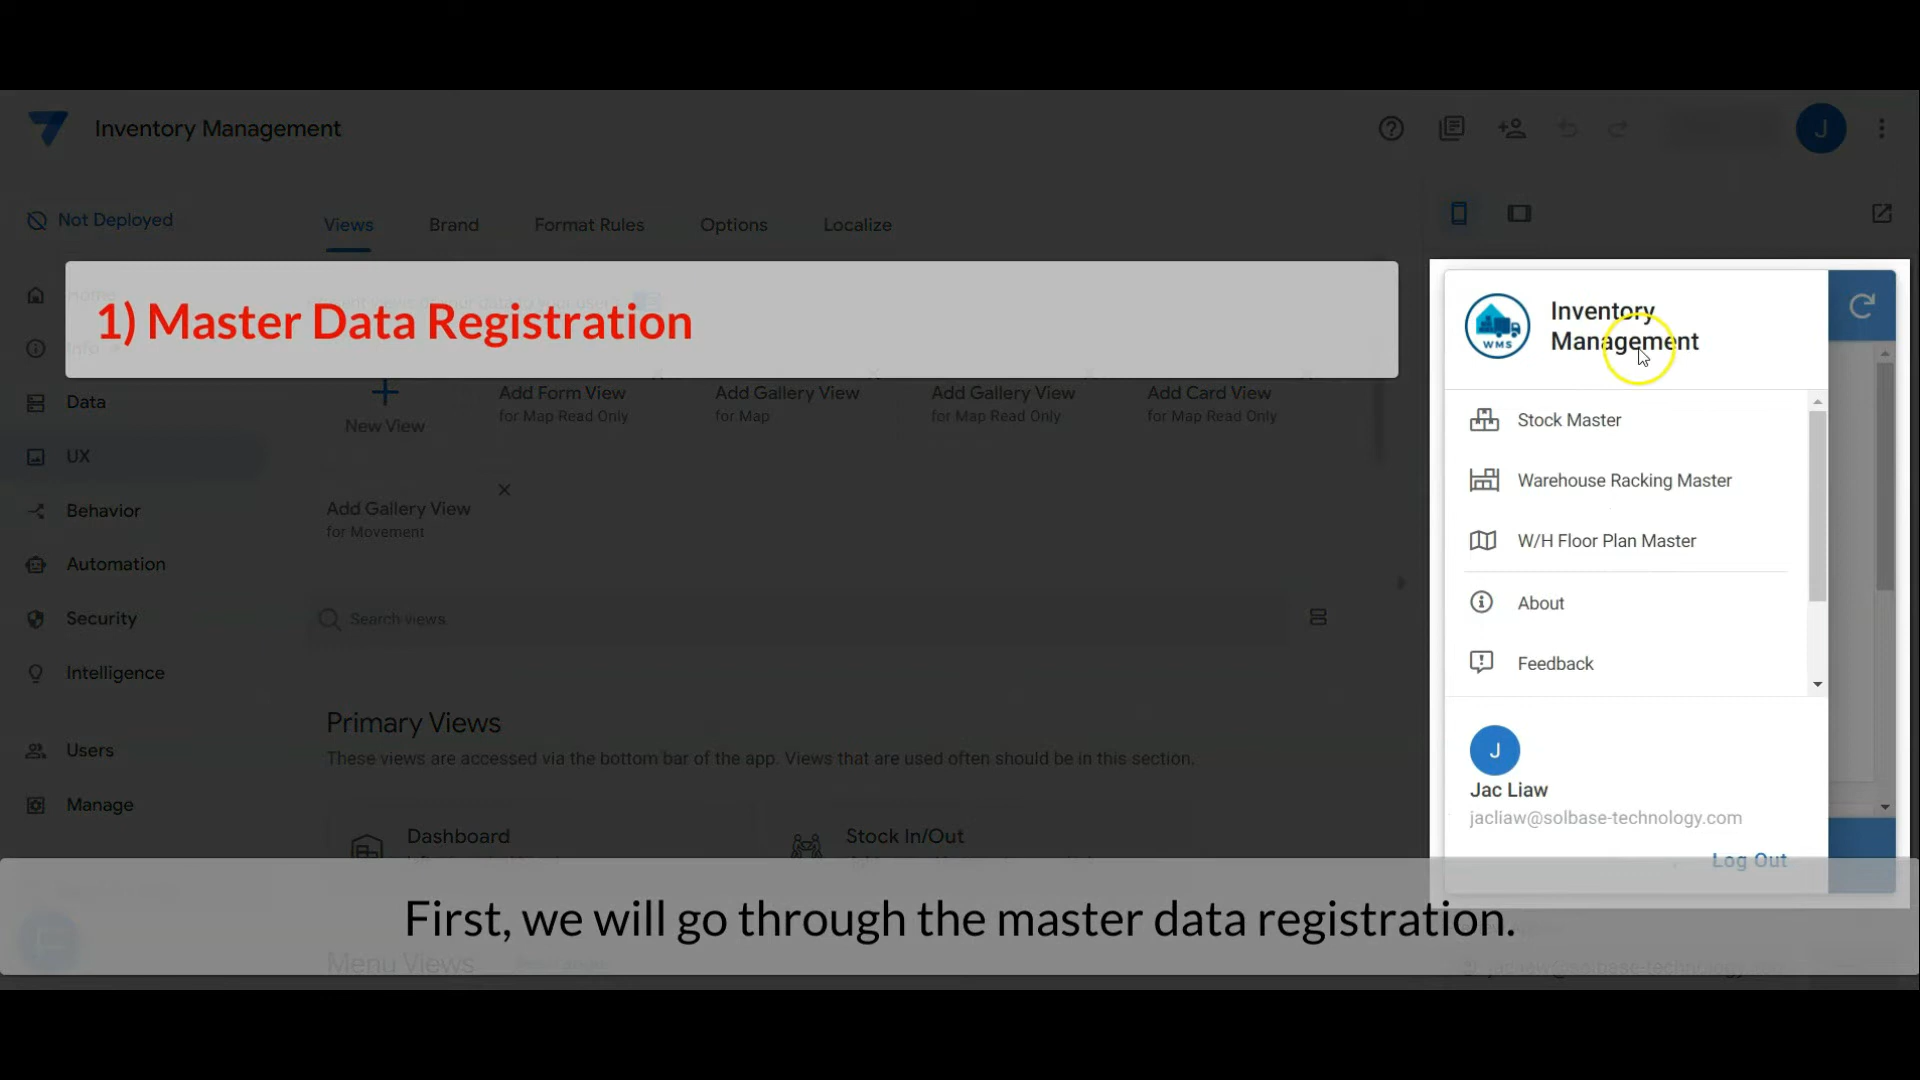 Inventory Management
J
Not Deployed
Views
Brand
Format Rules
Options
Localize
1) Master Data Registration
Info
Data
UX
Behavior
Automation
Security
Intelligence
Users
Manage
New View
Add Form View
for Map Read Only
Add Gallery View
for Map
Add Gallery View
for Map Read Only
Add Card View
for Map Read Only
Add Gallery View
for Movement
Search views
Primary Views
These views are accessed via the bottom bar of the app. Views that are used often should be in this section.
Dashboard
Stock In/Out
Menu Views
WMS
Inventory
Management
Stock Master
Warehouse Racking Master
W/H Floor Plan Master
About
Feedback
J
Jac Liaw
jacliaw@solbase-technology.com
Log Out
First, we will go through the master data registration.